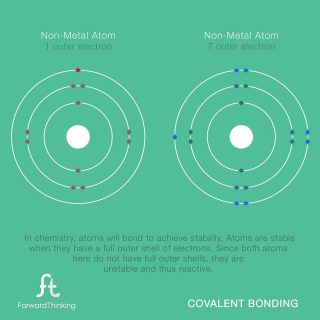 Non-Metal Atom
1 outer electron
Non-Metal Atom
7 outer electron
In chemistry, atoms will bond to achieve stability. Atoms are stable
when they have a full outer shell of electrons. Since both atoms
here do not have full outer shells, they are
unstable and thus reactive.
ft
ForwardThinking
COVALENT BONDING